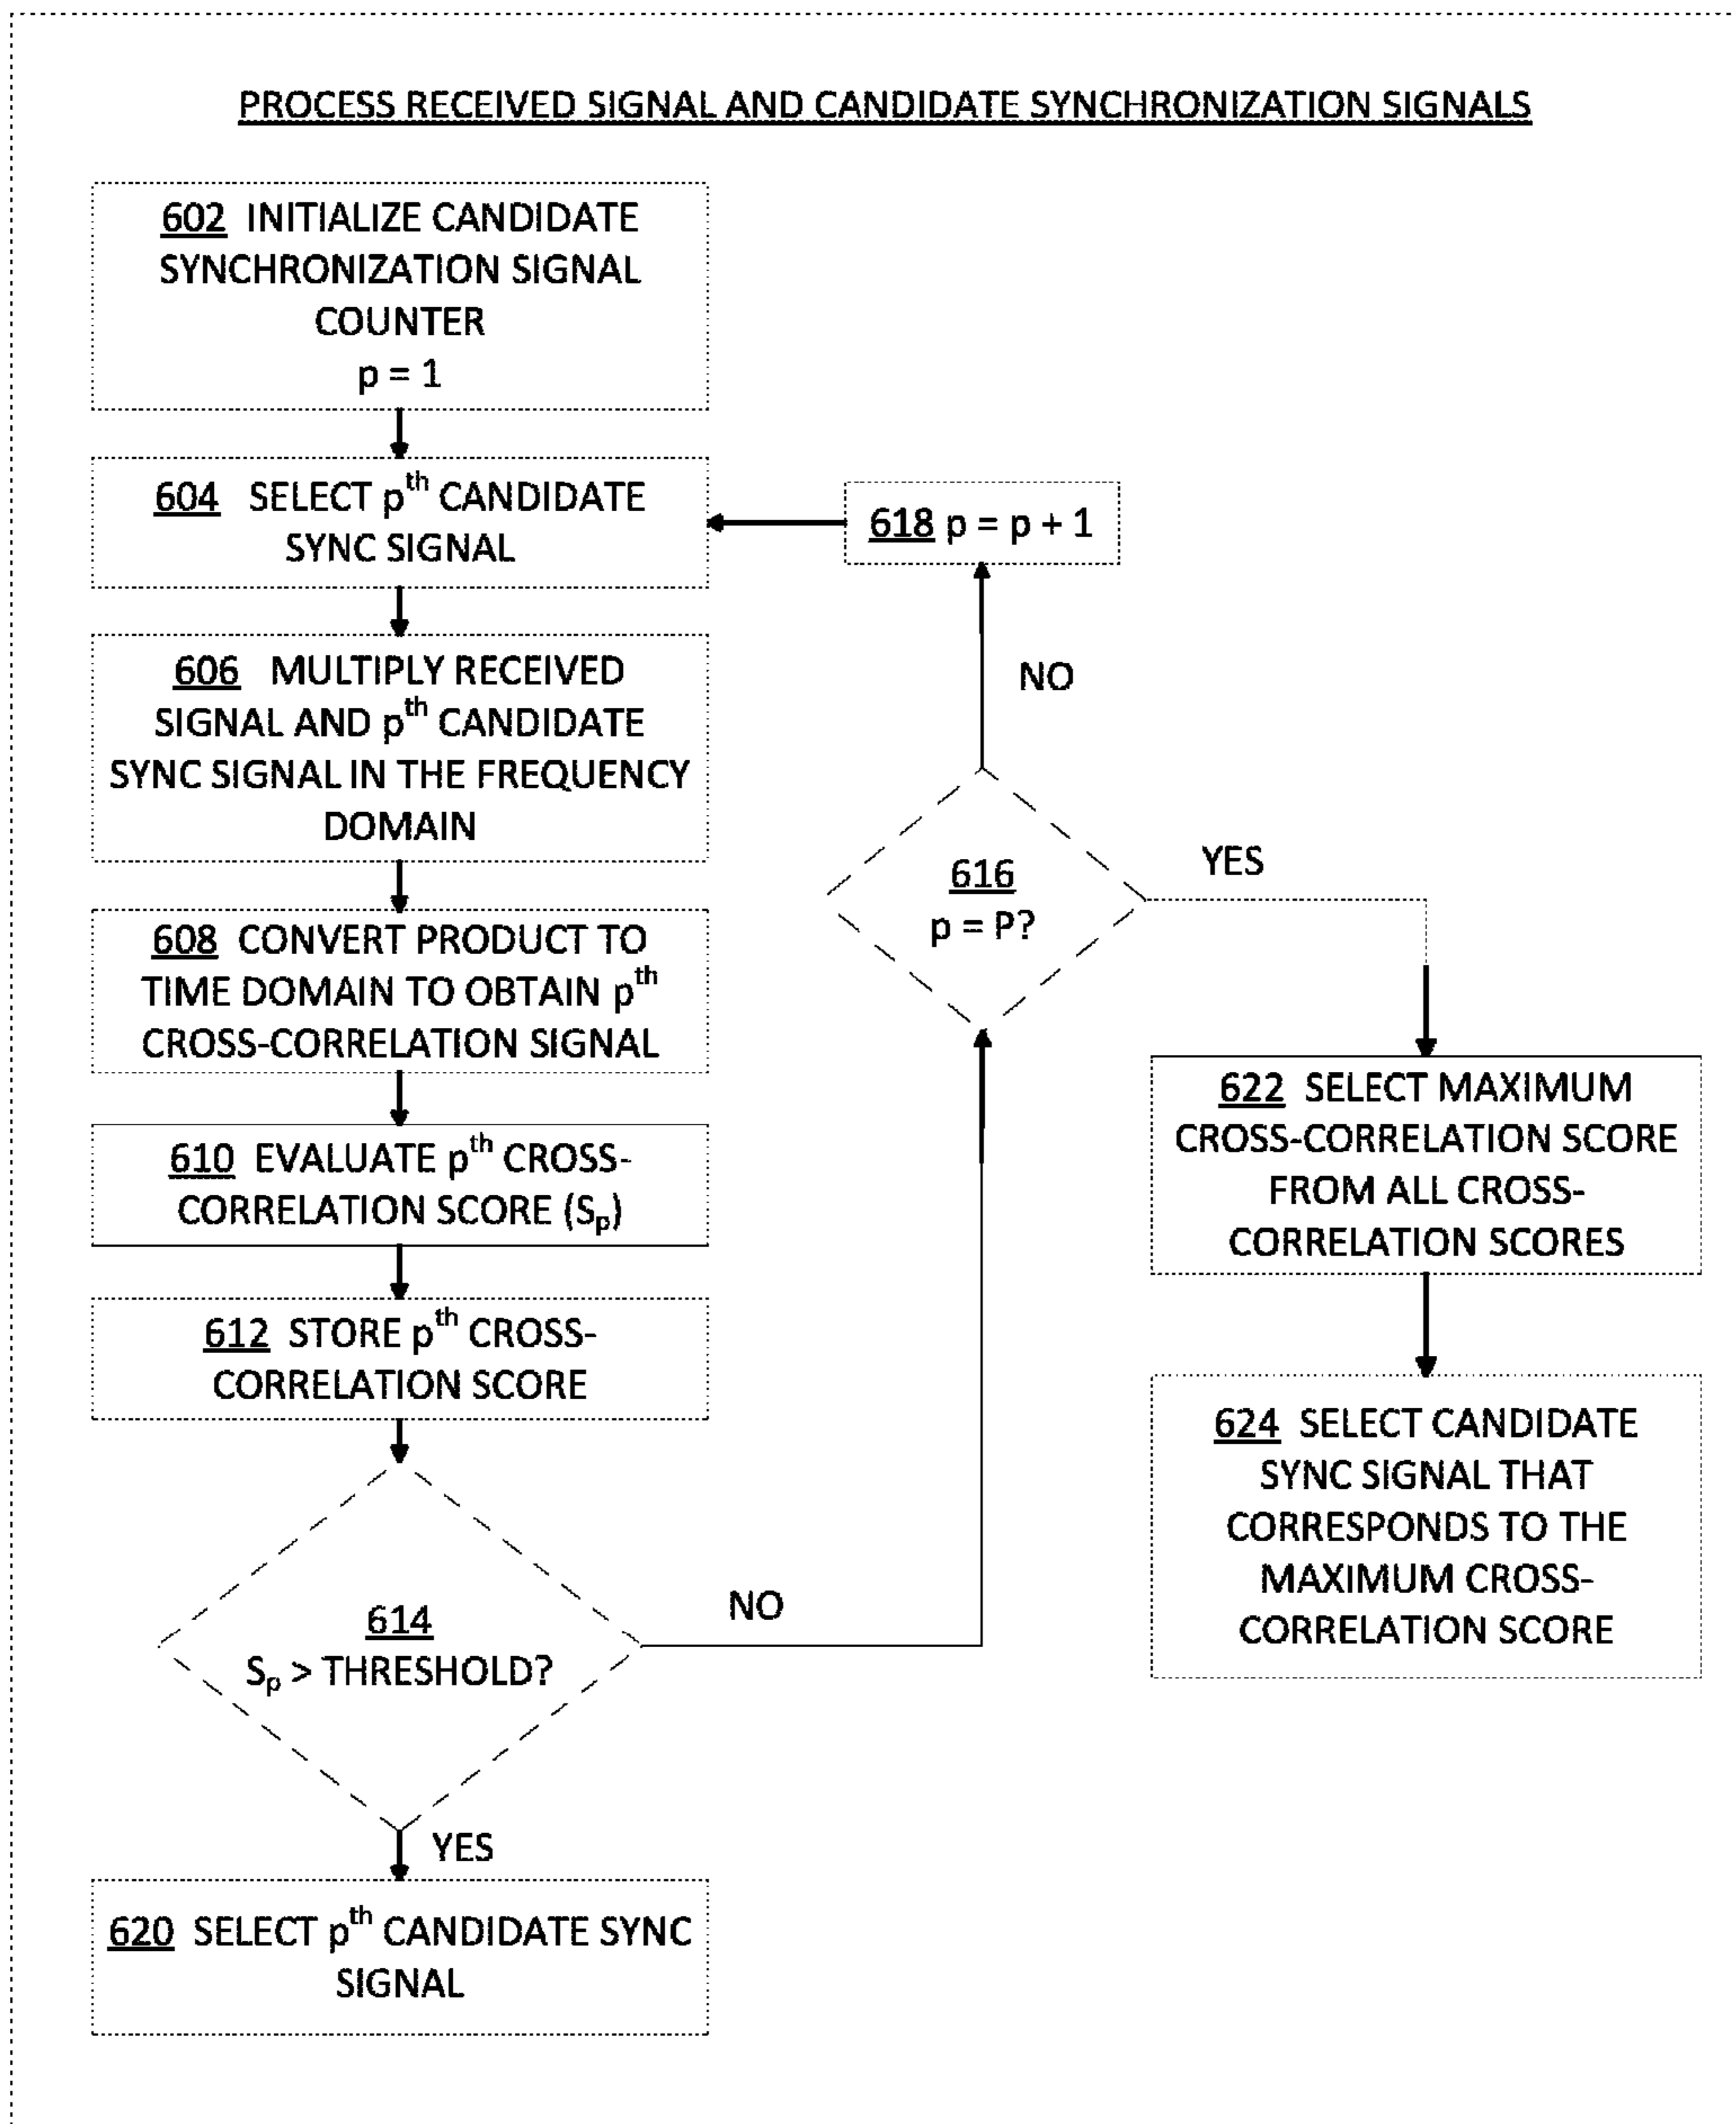 PROCESS RECEIVED SIGNAL AND CANDIDATE SYNCHRONIZATION SIGNALS
602 INITIALIZE CANDIDATE
SYNCHRONIZATION SIGNAL
COUNTER
p = 1
604 SELECT pth CANDIDATE
SYNC SIGNAL
618 p = p + 1
606 MULTIPLY RECEIVED
SIGNAL AND pth CANDIDATE
SYNC SIGNAL IN THE FREQUENCY
DOMAIN
NO
608 CONVERT PRODUCT TO
TIME DOMAIN TO OBTAIN pth
CROSS-CORRELATION SIGNAL
616
p = P?
YES
610 EVALUATE pth CROSS-
CORRELATION SCORE (Sp)
612 STORE pth CROSS-
CORRELATION SCORE
622 SELECT MAXIMUM
CROSS-CORRELATION SCORE
FROM ALL CROSS-
CORRELATION SCORES
614
Sp > THRESHOLD?
NO
624 SELECT CANDIDATE
SYNC SIGNAL THAT
CORRESPONDS TO THE
MAXIMUM CROSS-
CORRELATION SCORE
YES
620 SELECT pth CANDIDATE SYNC
SIGNAL